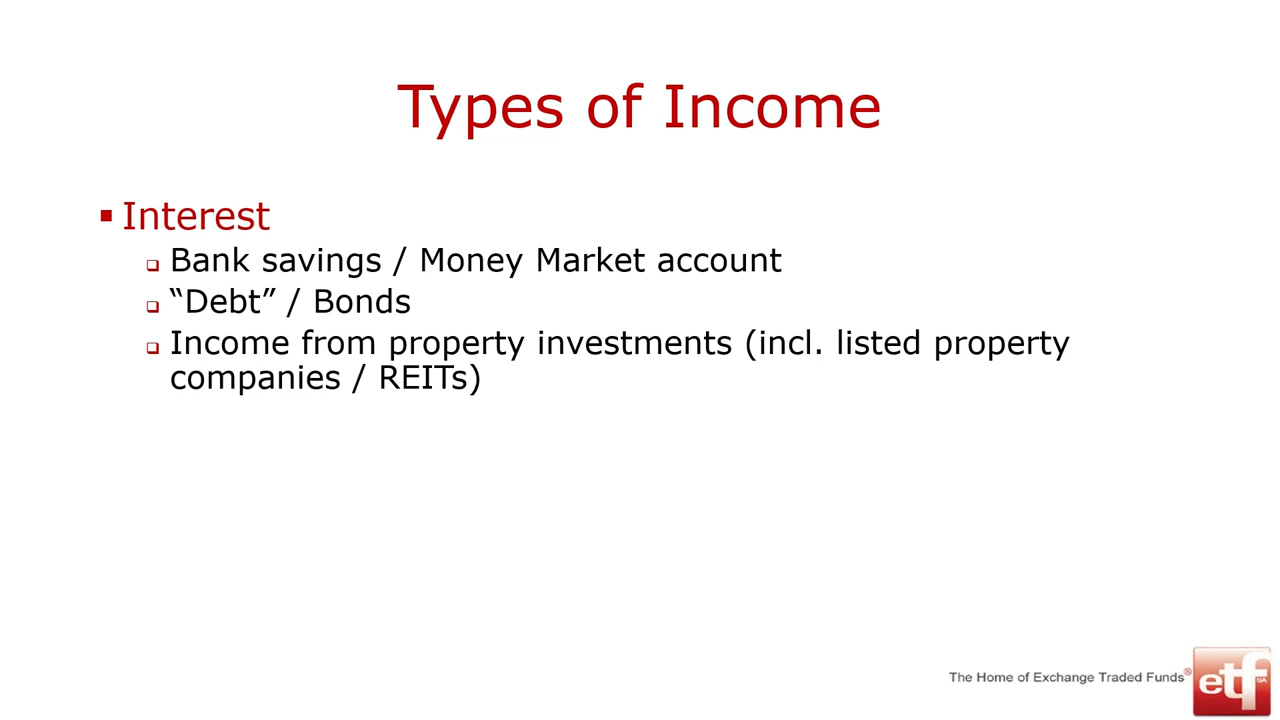 Types of Income
Interest
Bank savings / Money Market account
“Debt” / Bonds
Income from property investments (incl. listed property
companies / REITs)
The Home of Exchange Traded Funds®
etf
SA